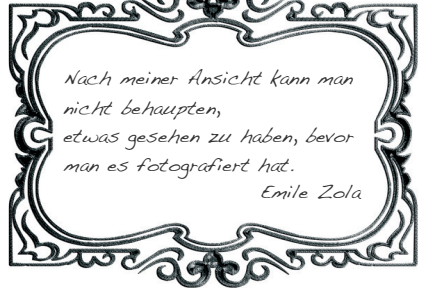 Nach meiner Ansicht kann man
nicht behaupten,
etwas gesehen zu haben, bevor
man es fotografiert hat.
Emile Zola